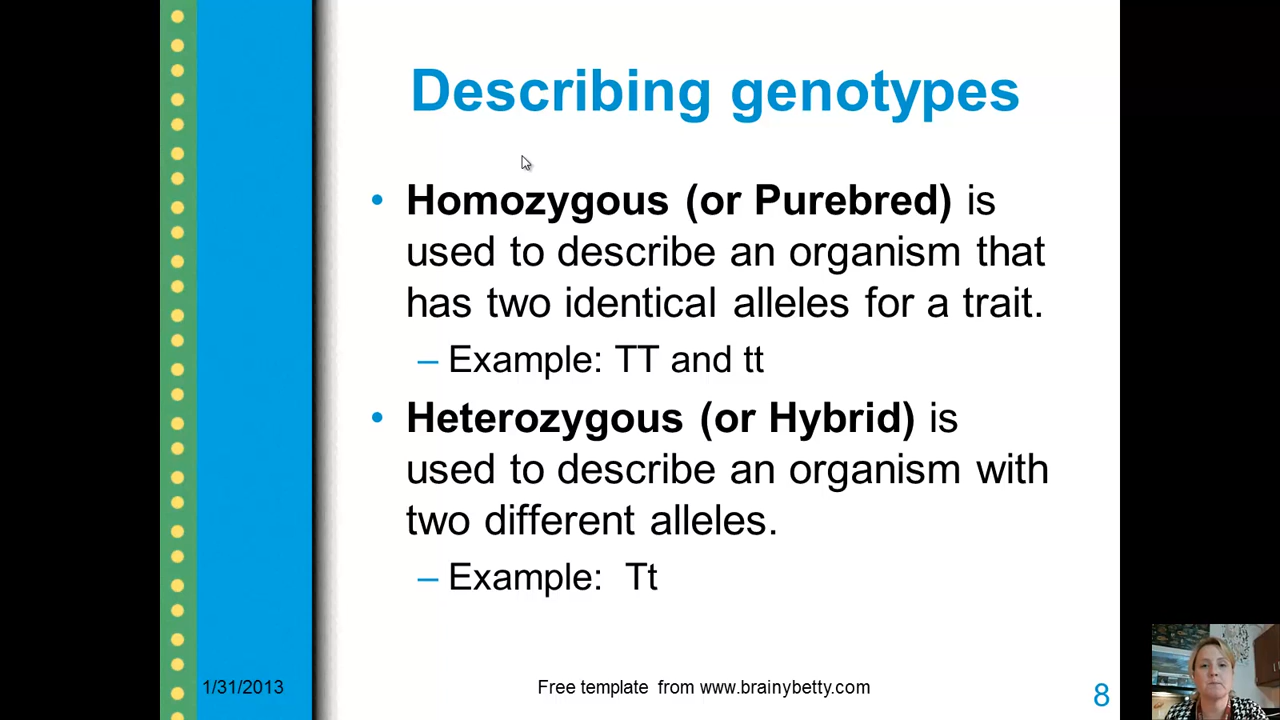 Describing genotypes
• Homozygous (or Purebred) is
used to describe an organism that
has two identical alleles for a trait.
– Example: TT and tt
• Heterozygous (or Hybrid) is
used to describe an organism with
two different alleles.
– Example:  Tt
1/31/2013
Free template  from www.brainybetty.com
8